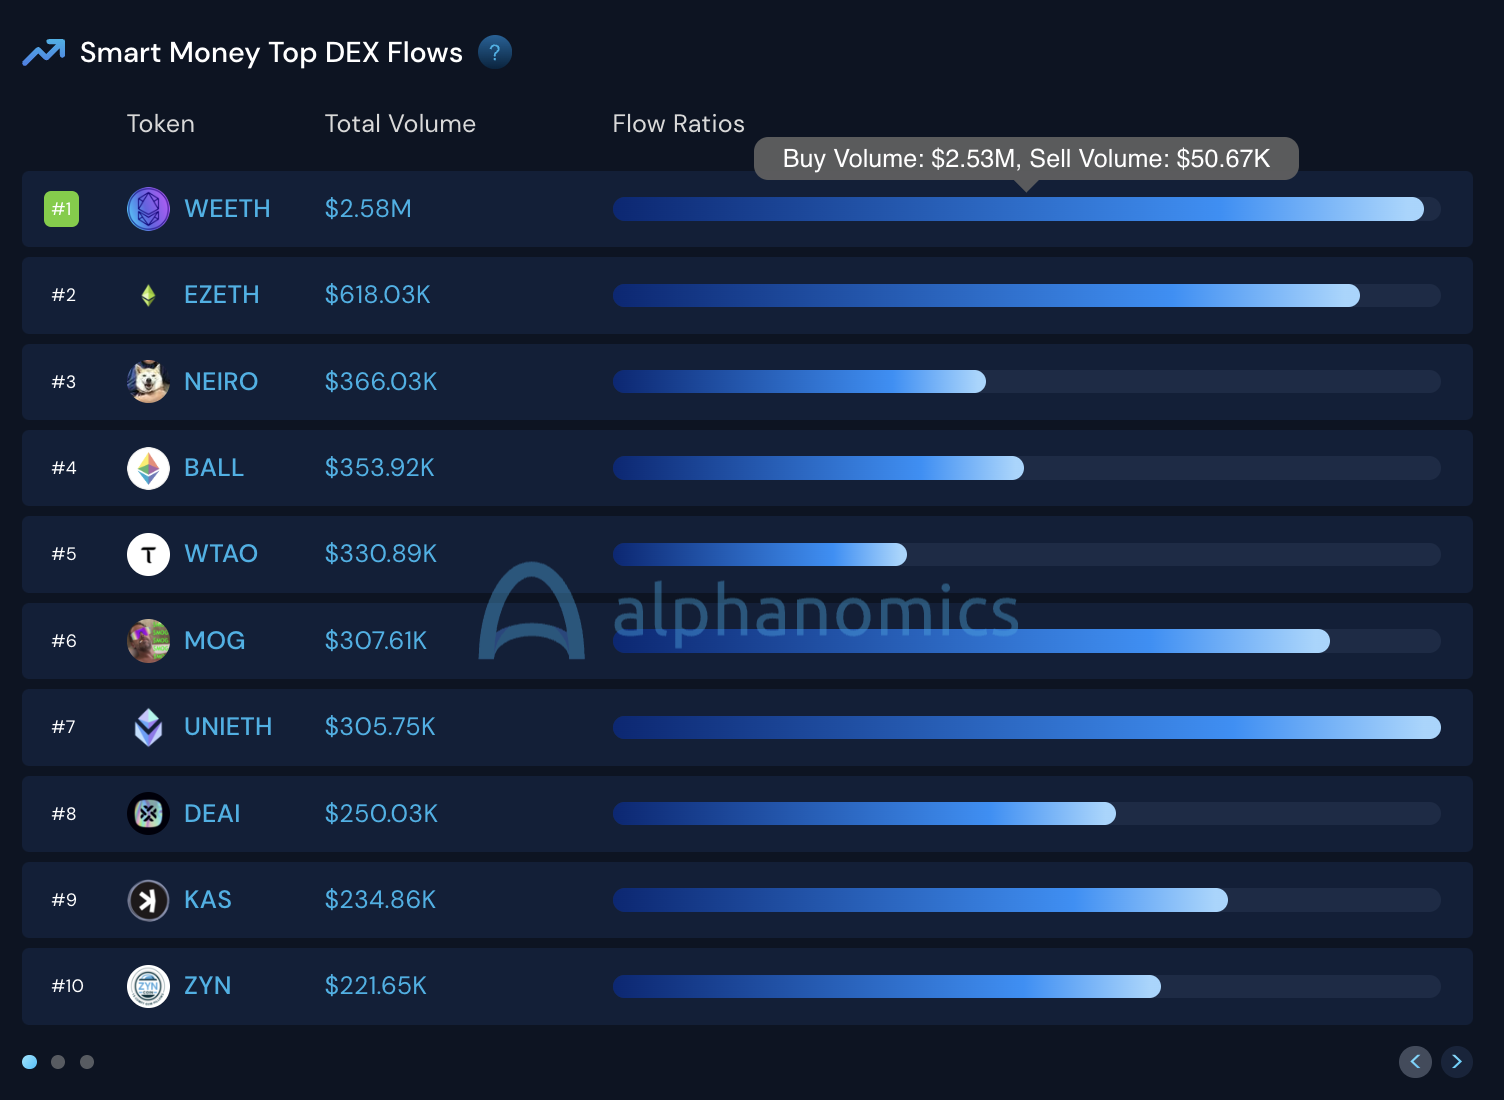 Smart Money Top DEX Flows ?
Token Total Volume Flow Ratios
Buy Volume: $2.53M, Sell Volume: $50.67K
#1 WEETH $2.58M
#2 EZETH $618.03K
#3 NEIRO $366.03K
#4 BALL $353.92K
#5 WTAO $330.89K
alphanomics
#6 MOG $307.61K
#7 UNIETH $305.75K
#8 DEAI $250.03K
#9 KAS $234.86K
#10 ZYN ZYN $221.65K